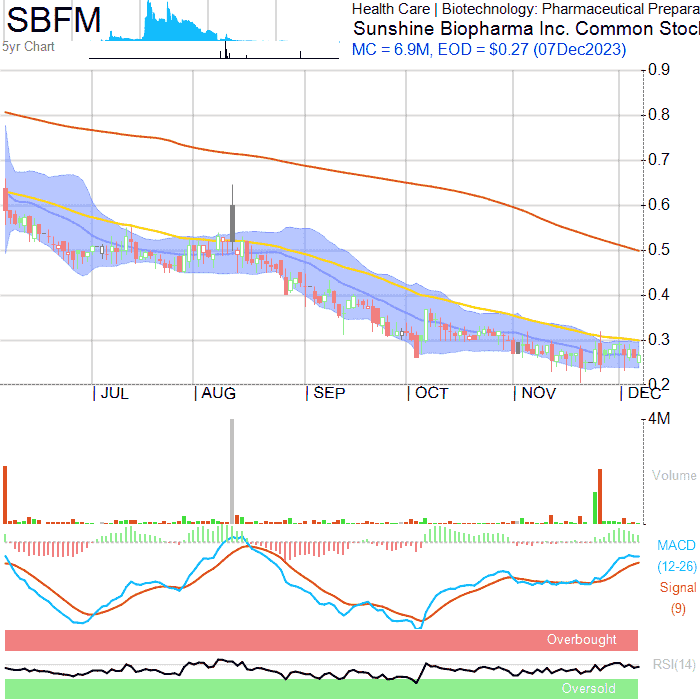 SBFM
5yr Chart
Health Care | Biotechnology: Pharmaceutical Prepara
Sunshine Biopharma Inc. Common Stoc
MC = 6.9M, EOD = $0.27 (07Dec2023)
0.9
0.8
0.7
0.6
0.5
0.4
0.3
0.2
JUL AUG SEP OCT NOV DEC
4M
Volume
MACD
(12-26)
Signal
(9)
Overbought
RSI(14)
Oversold